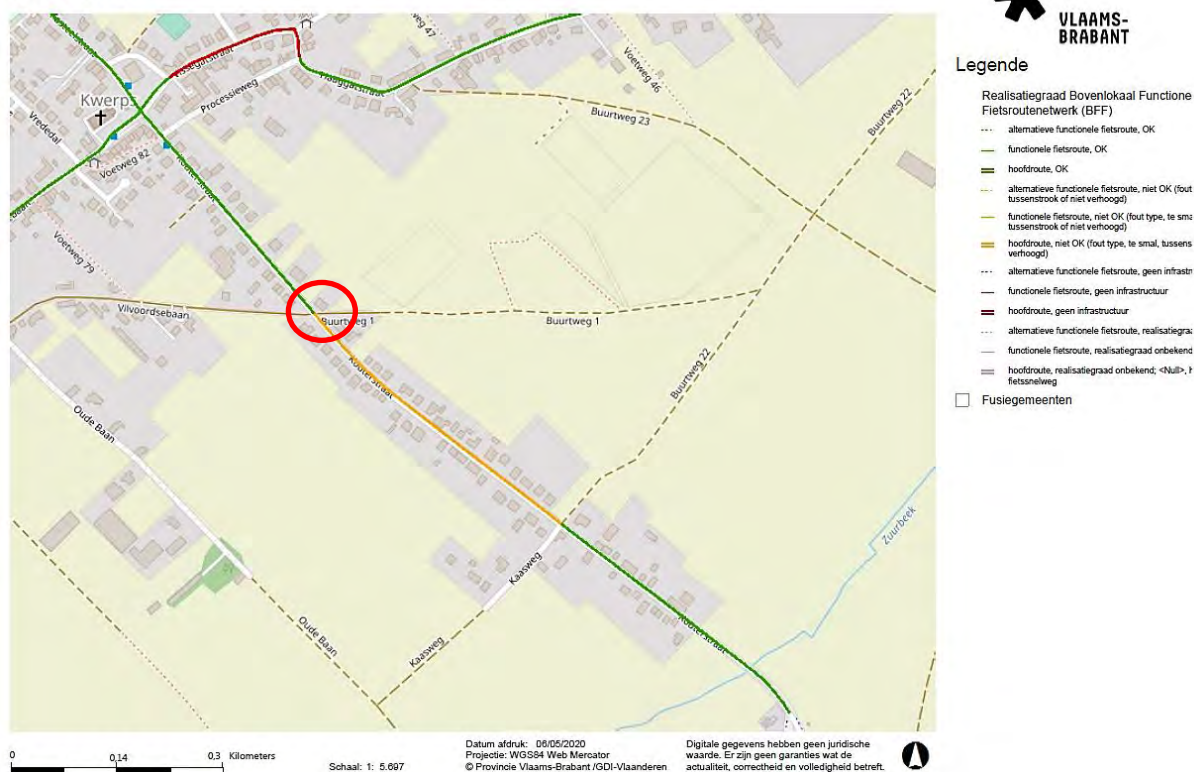 VLAAMS-
BRABANT
Legende
Realisatiegraad Bovenlokaal Functione
Fietsroutenetwerk (BFF)
alternatieve functionele fietsroute, OK
functionele fietsroute, OK
hoofdroute, OK
alternatieve functionele fietsroute, niet OK (fout
tussenstrook of niet verhoogd)
functionele fietsroute, niet OK (fout type, te sma
tussenstrook of niet verhoogd)
hoofdroute, niet OK (fout type, te smal, tussens
verhoogd)
alternatieve functionele fietsroute, geen infrastr
functionele fietsroute, geen infrastructuur
hoofdroute, geen infrastructuur
alternatieve functionele fietsroute, realisatiegraa
functionele fietsroute, realisatiegraad onbekend
hoofdroute, realisatiegraad onbekend; <Null>, h
fietssnelweg
Fusiegemeenten
47
Voetweg 46
Processieweg
Kwerps
Buurtweg 23
Buurtweg 22
Vrededal
Voetweg 82
Kouterstraat
Voetweg 79
Vilvoordsebaan
Buurtweg 1
Buurtweg 1
Kouterstraat
Buurtweg 22
Oude Baan
Zuurbeek
Kaasweg
Oude Baan
Kaasweg
Kouterstraat
0
0,14
0,3
Kilometers
Schaal: 1: 5.697
Datum afdruk: 06/05/2020
Projectie: WGS84 Web Mercator
© Provincie Vlaams-Brabant /GDI-Vlaanderen
Digitale gegevens hebben geen juridische
waarde. Er zijn geen garanties wat de
actualiteit, correctheid en volledigheid betreft.